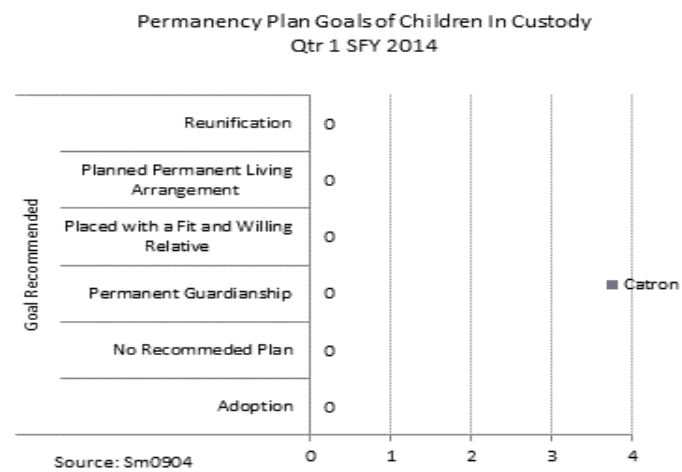 Permanency Plan Goals of Children In Custody
Qtr 1 SFY 2014
Goal Recommended
Reunification 0
Planned Permanent Living
Arrangement 0
Placed with a Fit and Willing
Relative 0
Permanent Guardianship 0
No Recommeded Plan 0
Adoption 0
Catron
0 1 2 3 4
Source: Sm0904